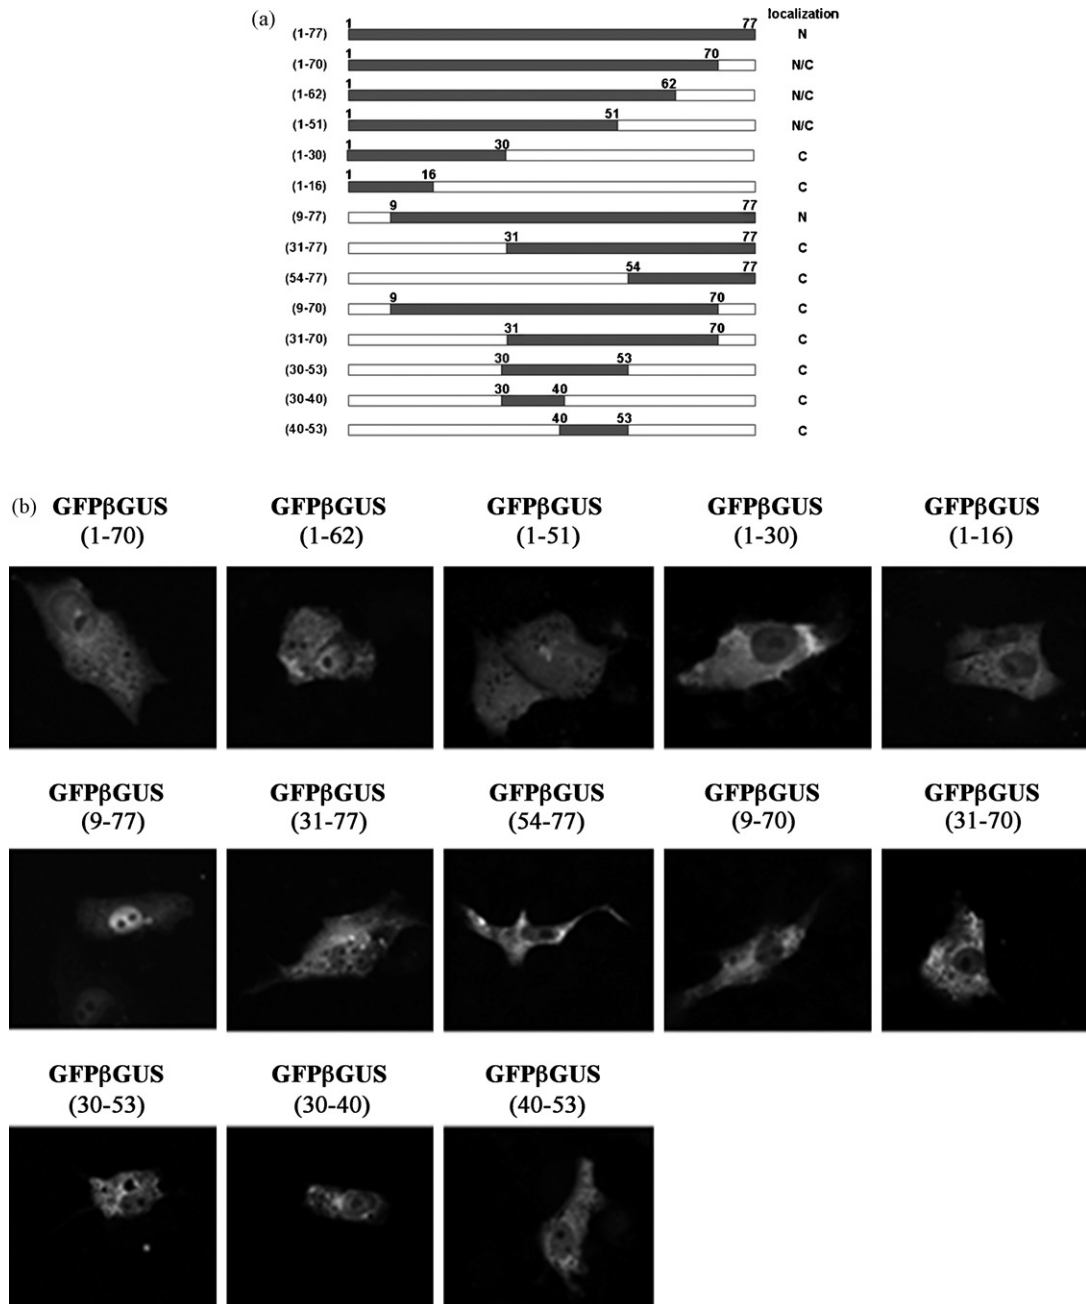 (a)
localization
1 77
(1-77) N
1 70
(1-70) N/C
1 62
(1-62) N/C
1 51
(1-51) N/C
1 30
(1-30) C
1 16
(1-16) C
9 77
(9-77) N
31 77
(31-77) C
54 77
(54-77) C
9 70
(9-70) C
31 70
(31-70) C
30 53
(30-53) C
30 40
(30-40) C
40 53
(40-53) C
(b) GFPβGUS GFPβGUS GFPβGUS GFPβGUS GFPβGUS
(1-70) (1-62) (1-51) (1-30) (1-16)
GFPβGUS GFPβGUS GFPβGUS GFPβGUS GFPβGUS
(9-77) (31-77) (54-77) (9-70) (31-70)
GFPβGUS GFPβGUS GFPβGUS
(30-53) (30-40) (40-53)